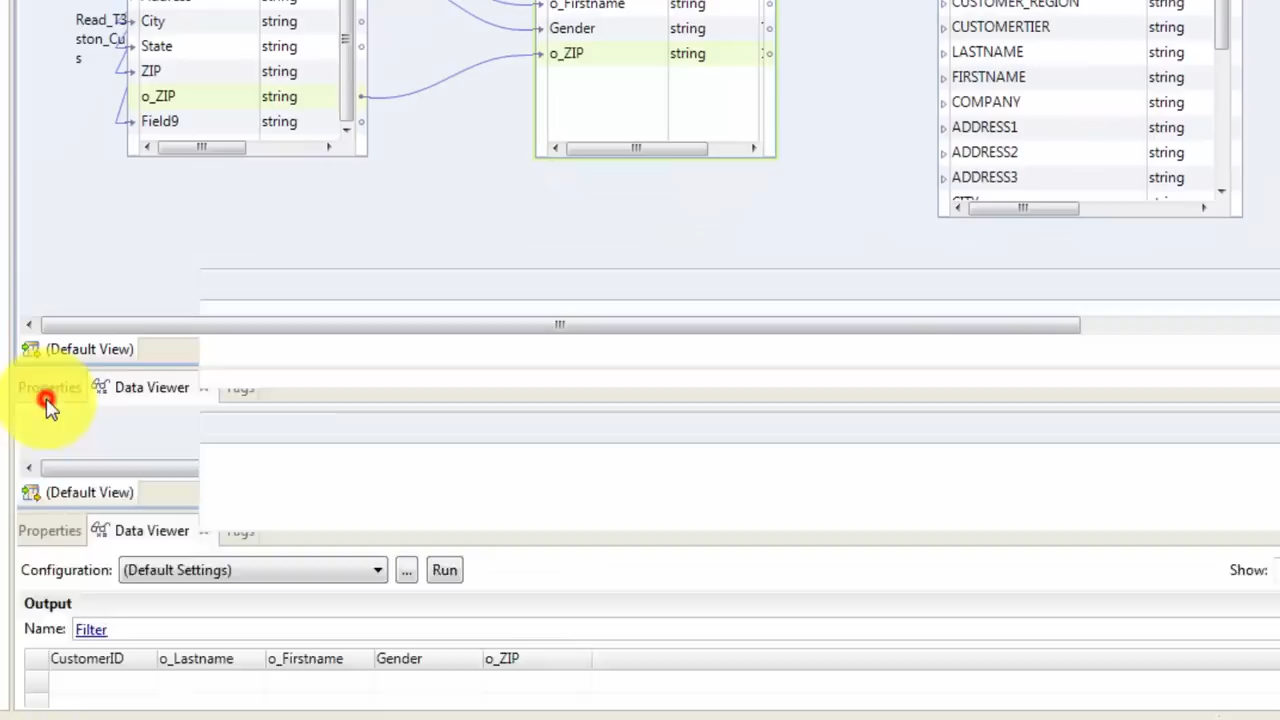 Read_T3
ston_Cu
s
City string
State string
ZIP string
o_ZIP string
Field9 string
o_Firstname string
Gender string
o_ZIP string
CUSTOMER_REGION string
CUSTOMERTIER string
LASTNAME string
FIRSTNAME string
COMPANY string
ADDRESS1 string
ADDRESS2 string
ADDRESS3 string
CITY
(Default View)
Properties Data Viewer Tags
(Default View)
Properties Data Viewer Tags
Configuration: (Default Settings) ... Run Show:
Output
Name: Filter
CustomerID o_Lastname o_Firstname Gender o_ZIP